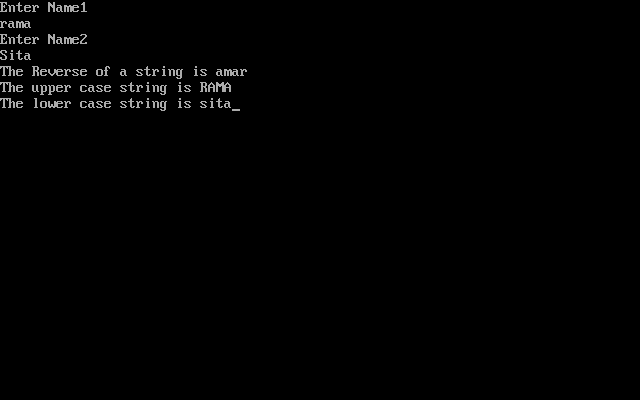 Enter Name1
rama
Enter Name2
Sita
The Reverse of a string is amar
The upper case string is RAMA
The lower case string is sita_